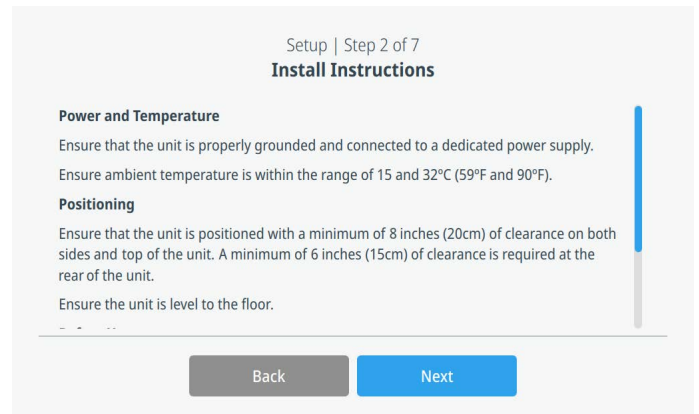 Setup | Step 2 of 7
Install Instructions
Power and Temperature
Ensure that the unit is properly grounded and connected to a dedicated power supply.
Ensure ambient temperature is within the range of 15 and 32ºC (59ºF and 90ºF).
Positioning
Ensure that the unit is positioned with a minimum of 8 inches (20cm) of clearance on both
sides and top of the unit. A minimum of 6 inches (15cm) of clearance is required at the
rear of the unit.
Ensure the unit is level to the floor.
Back
Next